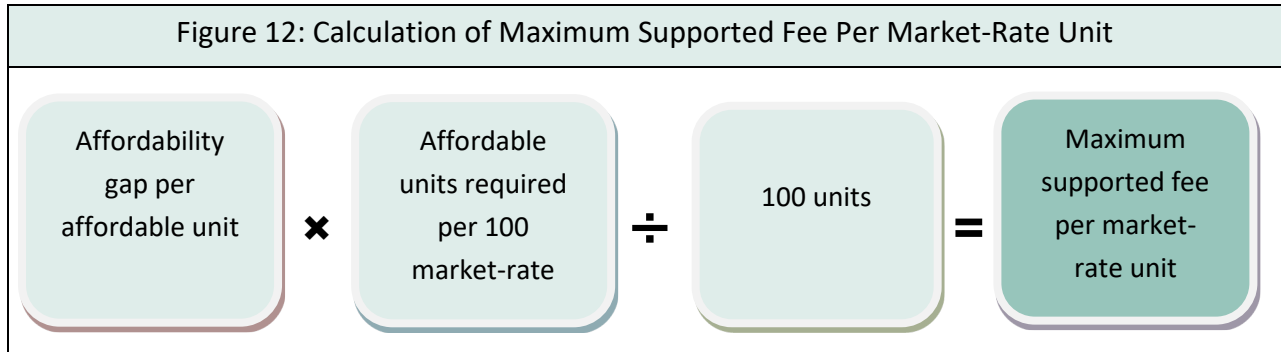 Figure 12: Calculation of Maximum Supported Fee Per Market-Rate Unit
Affordability
gap per
affordable unit
×
Affordable
units required
per 100
market-rate
÷
100 units
=
Maximum
supported fee
per market-
rate unit